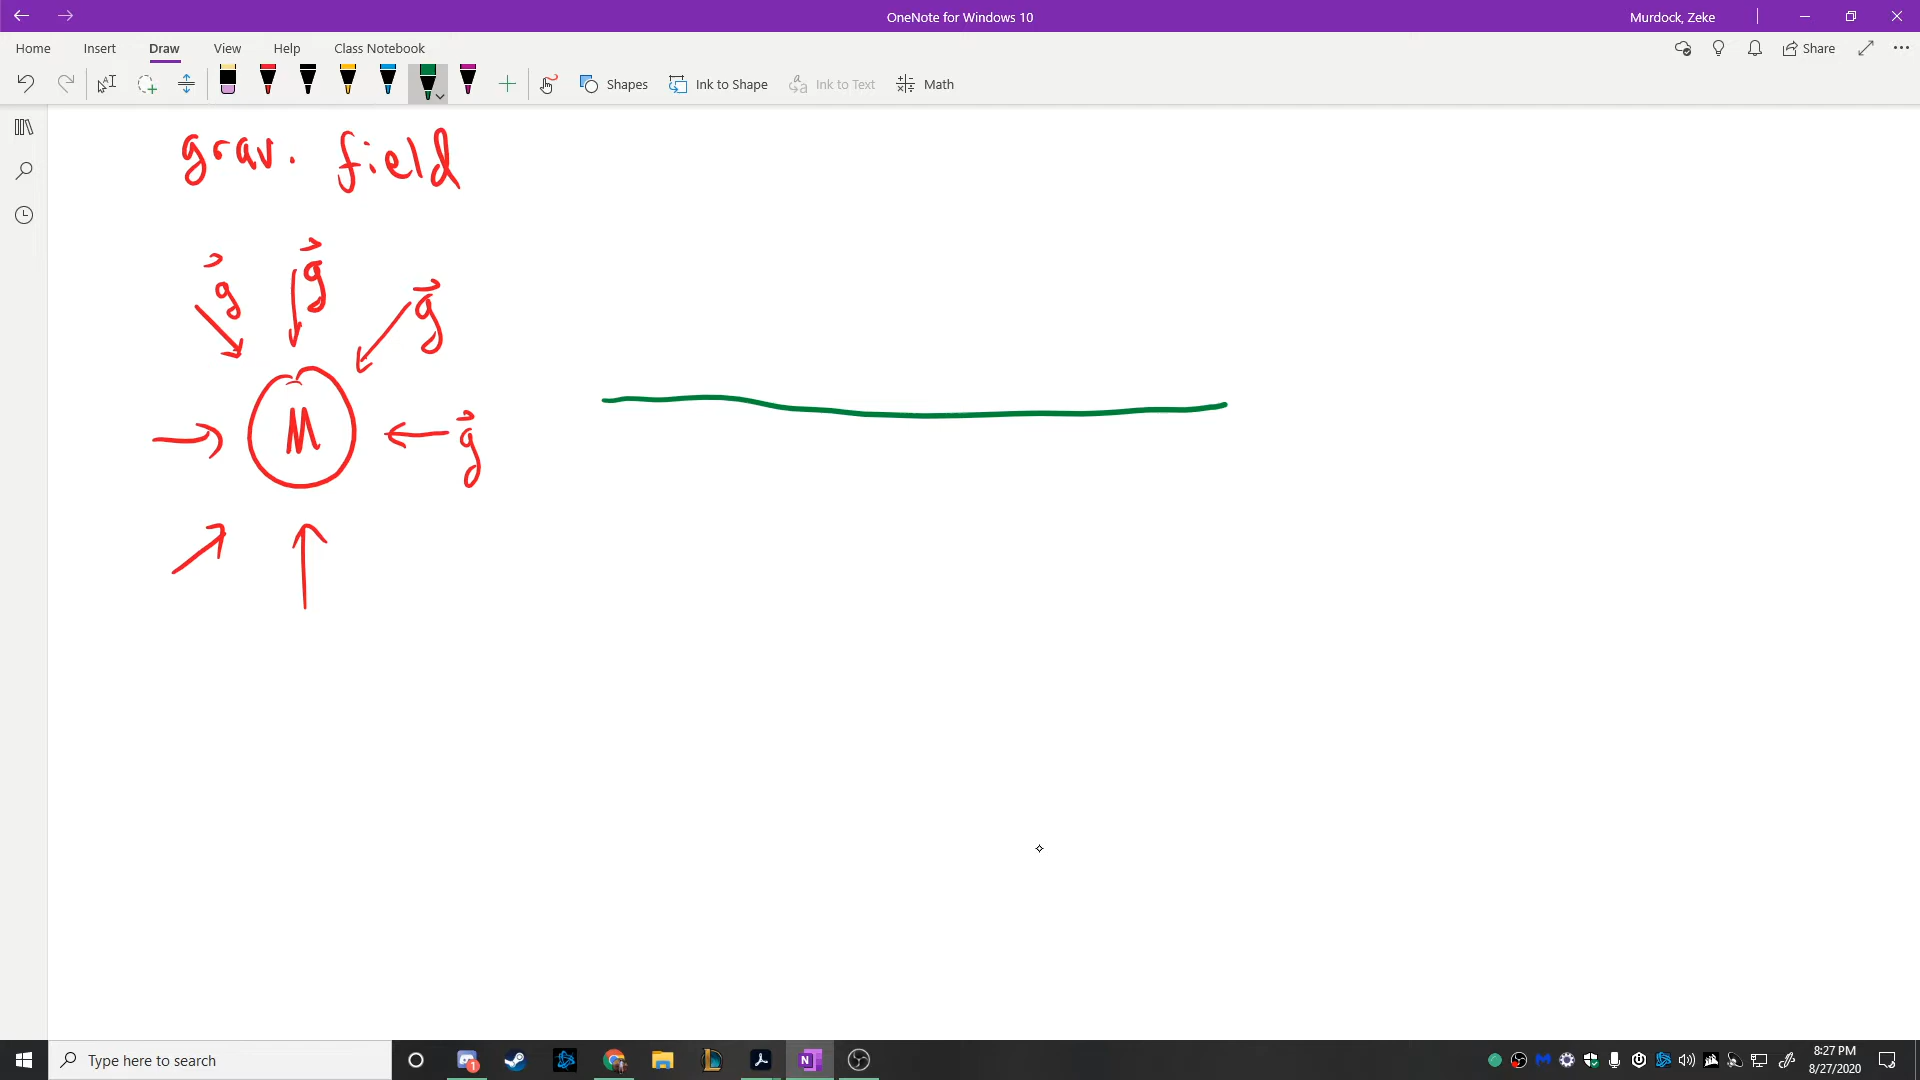 OneNote for Windows 10
Murdock, Zeke
Home Insert Draw View Help Class Notebook
Share
Shapes Ink to Shape Ink to Text Math
grav. field
g g g
M g
Type here to search
8:27 PM
8/27/2020